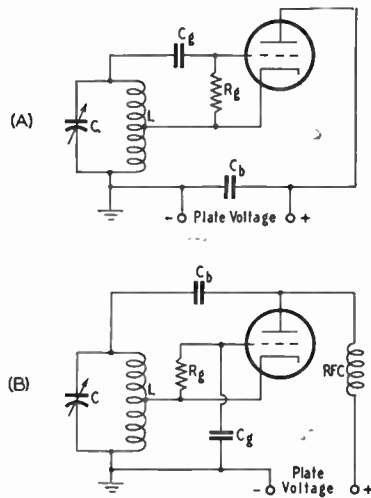 (A)
Cg
Rg
C
L
Cb
- Plate Voltage +
(B)
Cb
Rg
L
C
RFC
Cg
- Plate Voltage +